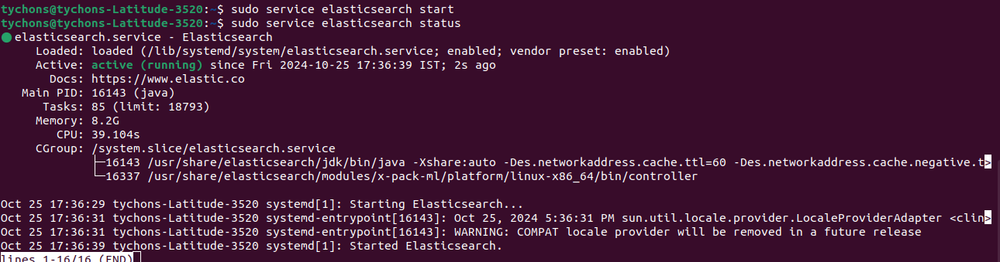 tychons@tychons-Latitude-3520:~$ sudo service elasticsearch start
tychons@tychons-Latitude-3520:~$ sudo service elasticsearch status
● elasticsearch.service - Elasticsearch
     Loaded: loaded (/lib/systemd/system/elasticsearch.service; enabled; vendor preset: enabled)
     Active: active (running) since Fri 2024-10-25 17:36:39 IST; 2s ago
       Docs: https://www.elastic.co
   Main PID: 16143 (java)
      Tasks: 85 (limit: 18793)
     Memory: 8.2G
        CPU: 39.104s
     CGroup: /system.slice/elasticsearch.service
             ├─16143 /usr/share/elasticsearch/jdk/bin/java -Xshare:auto -Des.networkaddress.cache.ttl=60 -Des.networkaddress.cache.negative.t>
             └─16337 /usr/share/elasticsearch/modules/x-pack-ml/platform/linux-x86_64/bin/controller

Oct 25 17:36:29 tychons-Latitude-3520 systemd[1]: Starting Elasticsearch...
Oct 25 17:36:31 tychons-Latitude-3520 systemd-entrypoint[16143]: Oct 25, 2024 5:36:31 PM sun.util.locale.provider.LocaleProviderAdapter <clin>
Oct 25 17:36:31 tychons-Latitude-3520 systemd-entrypoint[16143]: WARNING: COMPAT locale provider will be removed in a future release
Oct 25 17:36:39 tychons-Latitude-3520 systemd[1]: Started Elasticsearch.
lines 1-16/16 (END)